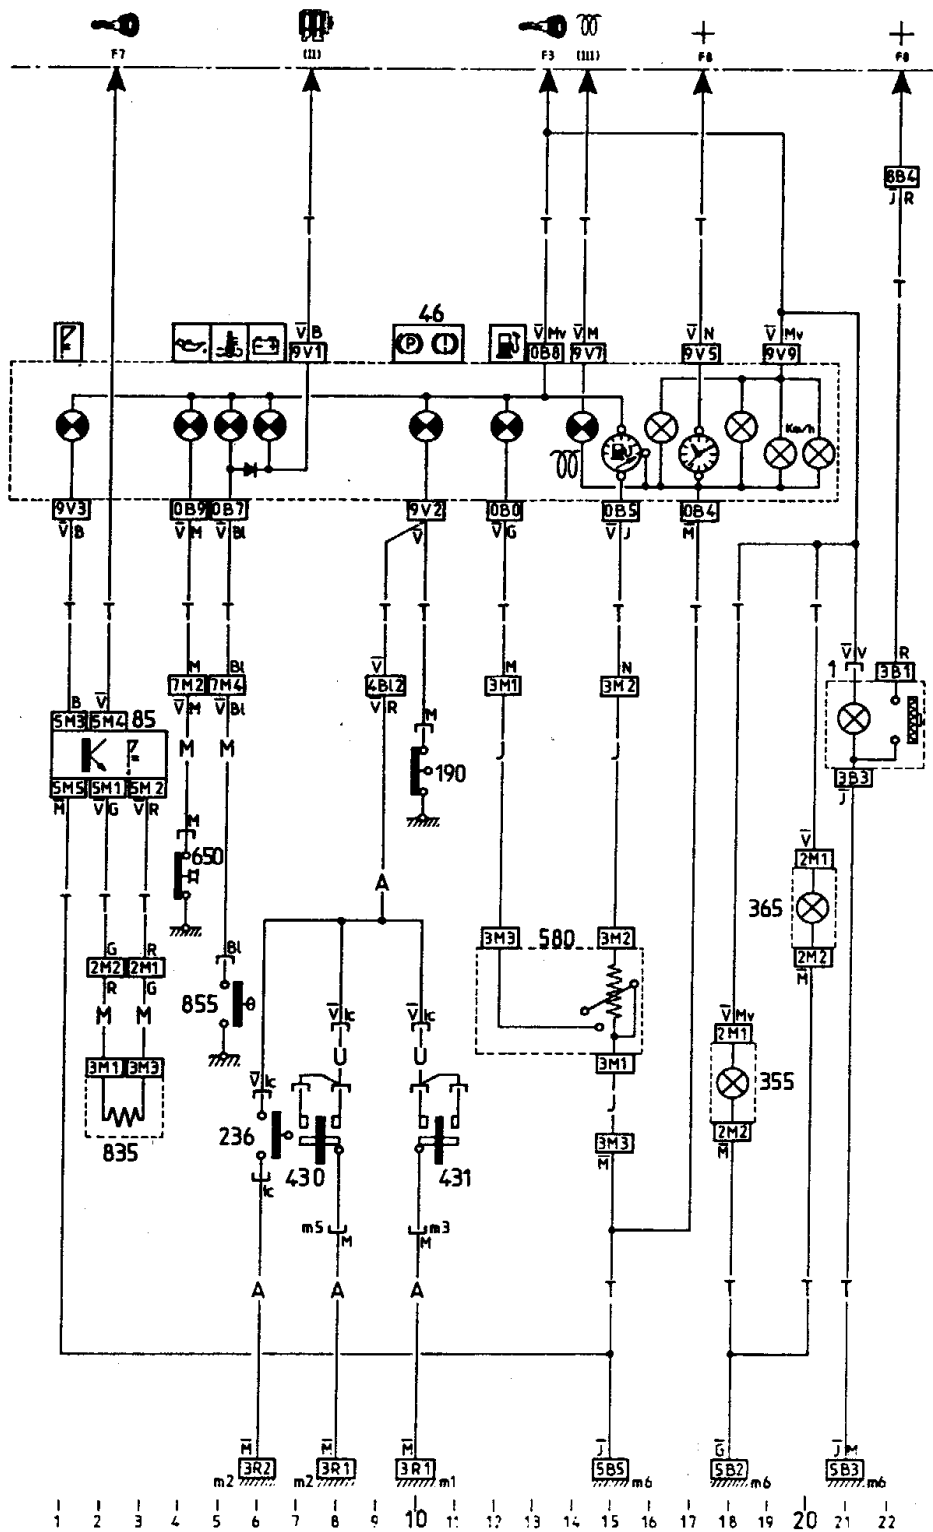 F7 (II) F3 (III) F8 F8
8B4
J̄ R
T T T T T
46
V̄ B V̄ Mv V̄ M V̄ N V̄ Mv
9V1 (P) (!) 0B8 9V7 9V5 9V9
Km/h
9V3 0B9 0B7 9V2 0B0 0B5 0B4
V̄ B V̄ M V̄ Bl V̄ V̄ G V̄ J M̄
T T T T T T T T T T T
M Bl V̄ M N V̄ V R
7M2 7M4 4Bl2 3M1 3M2 1 3B1
B V̄ V̄ M V̄ Bl V̄ R
5M3 5M4 85
M M M J J
190
5M5 5M1 5M2 3B3
M̄ V̄ G V̄ R J̄
M V̄
650 2M1
A
T T T 365
G R Bl 3M3 580 3M2 2M2
2M2 2M1 M̄
R G 855
M M V̄ Ic V̄ Ic V̄ Mv
U U 2M1
3M1 3M3 3M1
V̄ Ic 355
J
236 2M2
835 430 431 3M3 M̄
Ic M̄
m5 M m3 M
A A A T T T T
M̄ M̄ M̄ J̄ Ḡ J̄ M
m2 3R2 m2 3R1 3R1 m1 5B5 m6 5B2 m6 5B3 m6
1 2 3 4 5 6 7 8 9 10 11 12 13 14 15 16 17 18 19 20 21 22